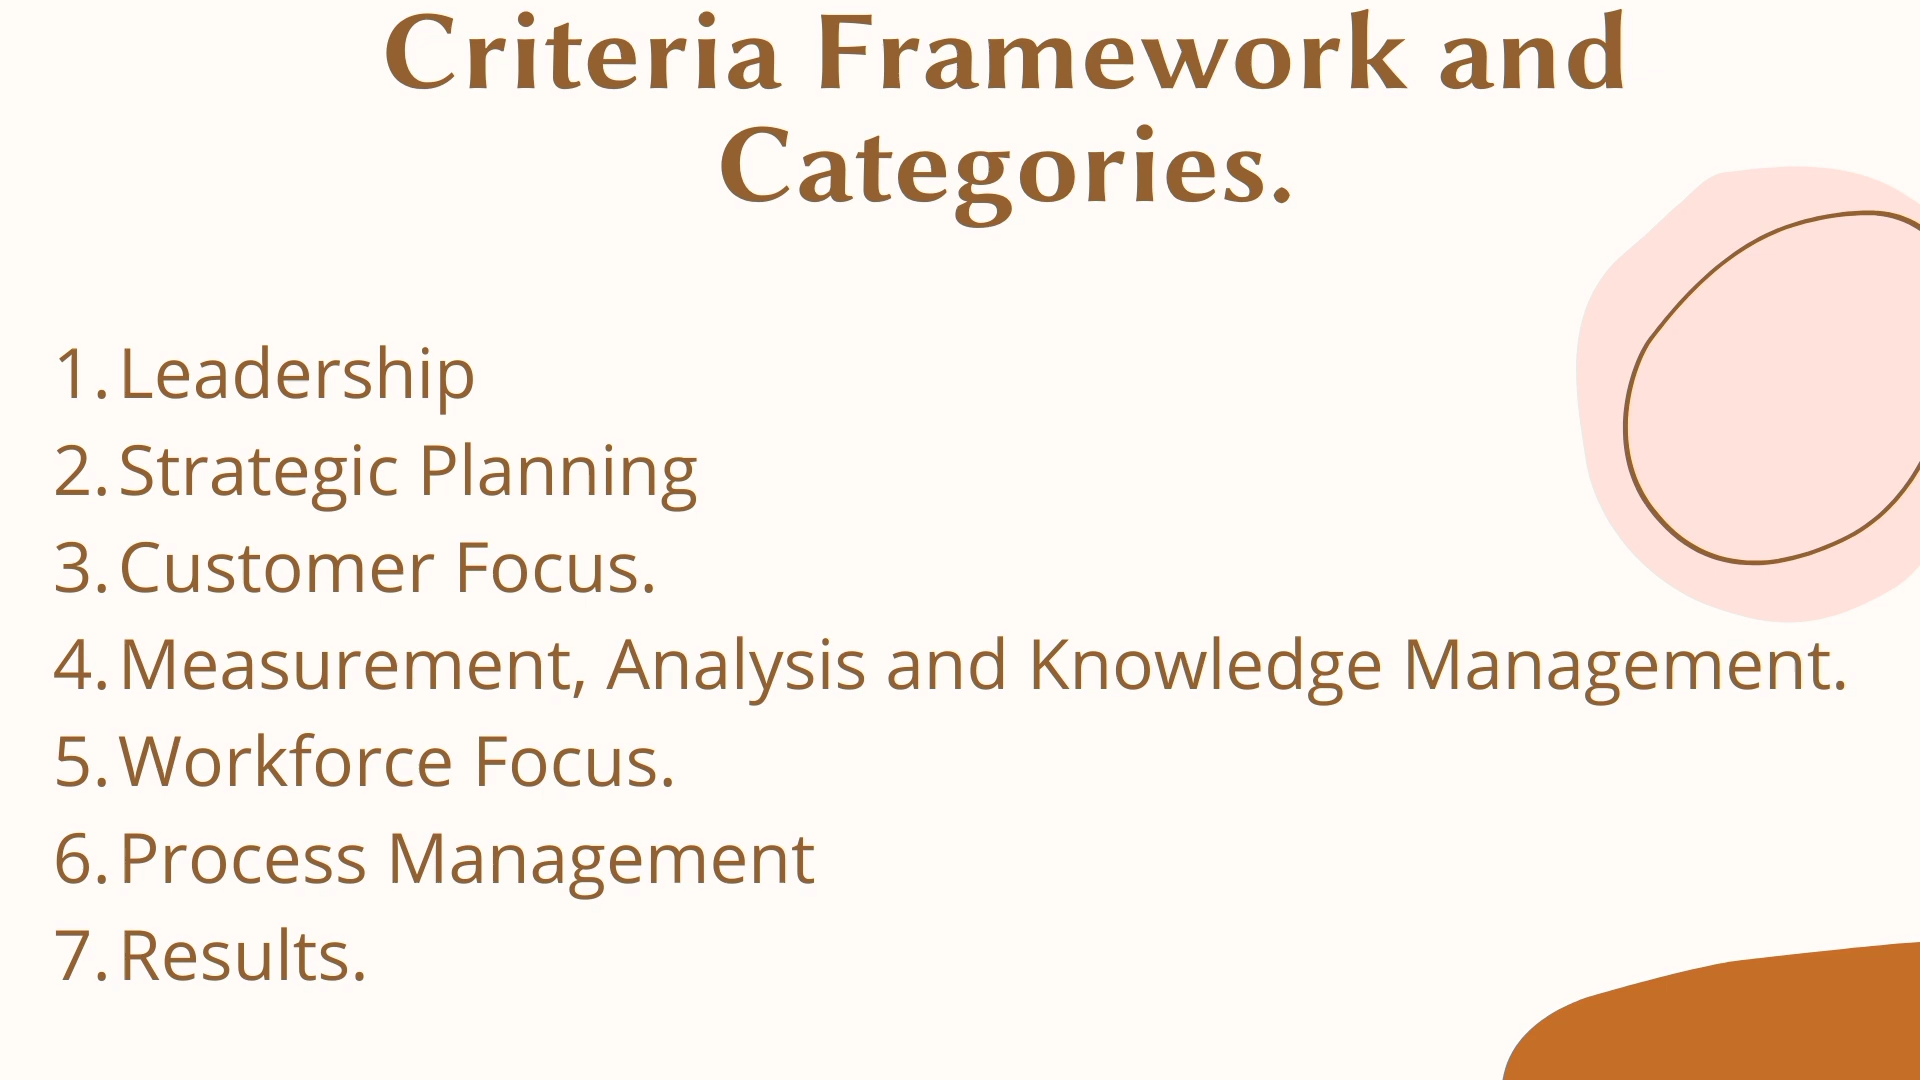 Criteria Framework and
Categories.
1. Leadership
2. Strategic Planning
3. Customer Focus.
4. Measurement, Analysis and Knowledge Management.
5. Workforce Focus.
6. Process Management
7. Results.